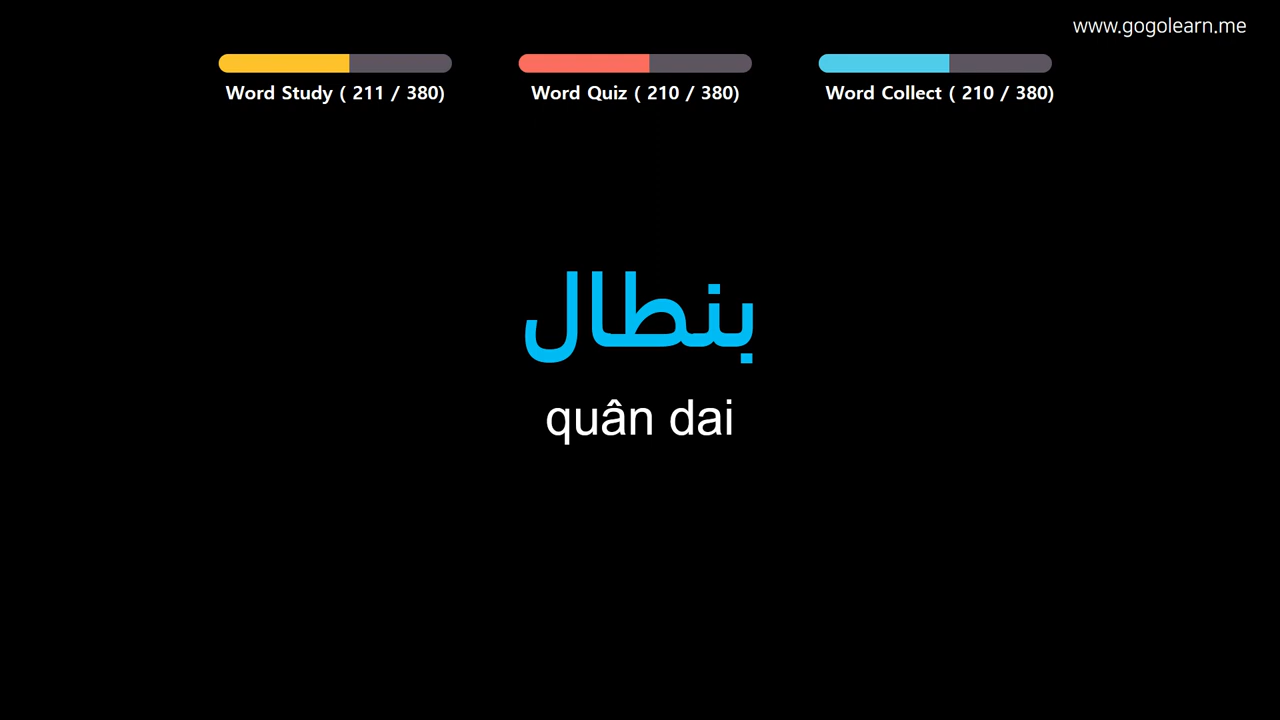 www.gogolearn.me
Word Study ( 211 / 380)
Word Quiz ( 210 / 380)
Word Collect ( 210 / 380)
بنطال
quân dai